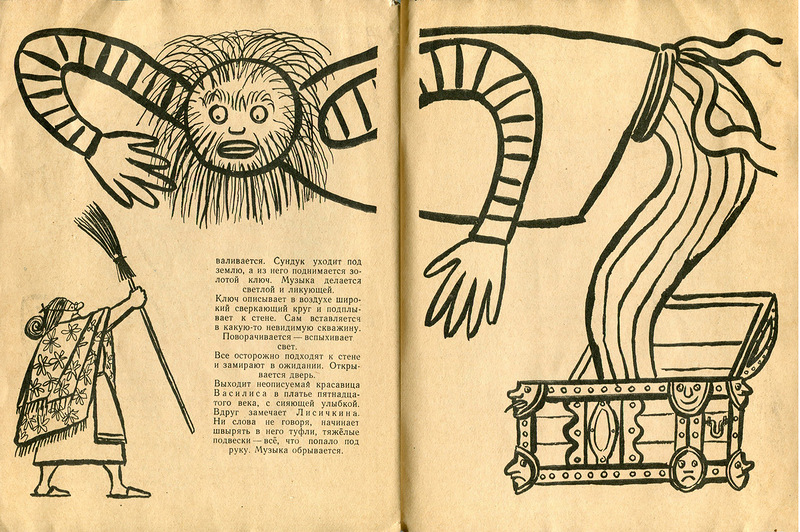 валивается. Сундук уходит под
землю, а из него поднимается зо-
лотой ключ. Музыка делается
светлой и ликующей.
Ключ описывает в воздухе широ-
кий сверкающий круг и подплы-
вает к стене. Сам вставляется
в какую-то невидимую скважину.
Поворачивается — вспыхивает
свет.
Все осторожно подходят к стене
и замирают в ожидании. Откры-
вается дверь.
Выходит неописуемая красавица
Василиса в платье пятнадца-
того века, с сияющей улыбкой.
Вдруг замечает Лисичкина.
Ни слова не говоря, начинает
швырять в него туфли, тяжёлые
подвески — всё, что попало под
руку. Музыка обрывается.